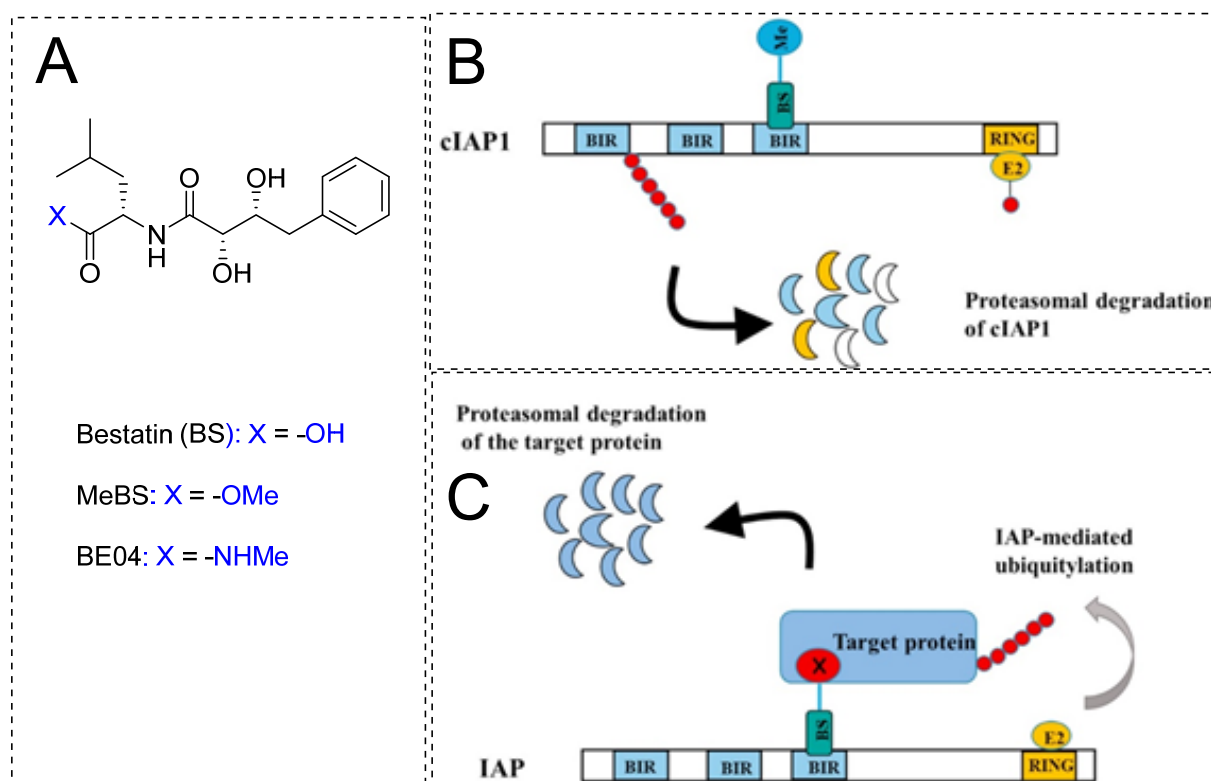 A
OH
O
X
N
H
O
OH
Bestatin (BS): X = -OH
MeBS: X = -OMe
BE04: X = -NHMe
B
Me
BS
cIAP1
BIR
BIR
BIR
RING
E2
Proteasomal degradation
of cIAP1
Proteasomal degradation
of the target protein
C
IAP-mediated
ubiquitylation
Target protein
X
BS
E2
IAP
BIR
BIR
BIR
RING